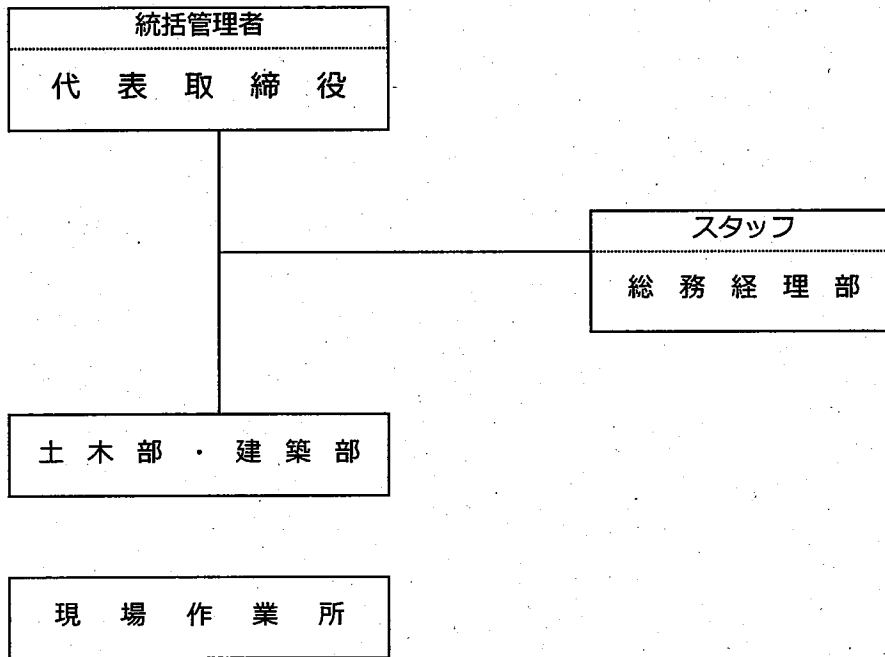 統括管理者
代表取締役
スタッフ
総務経理部
土木部・建築部
現場作業所